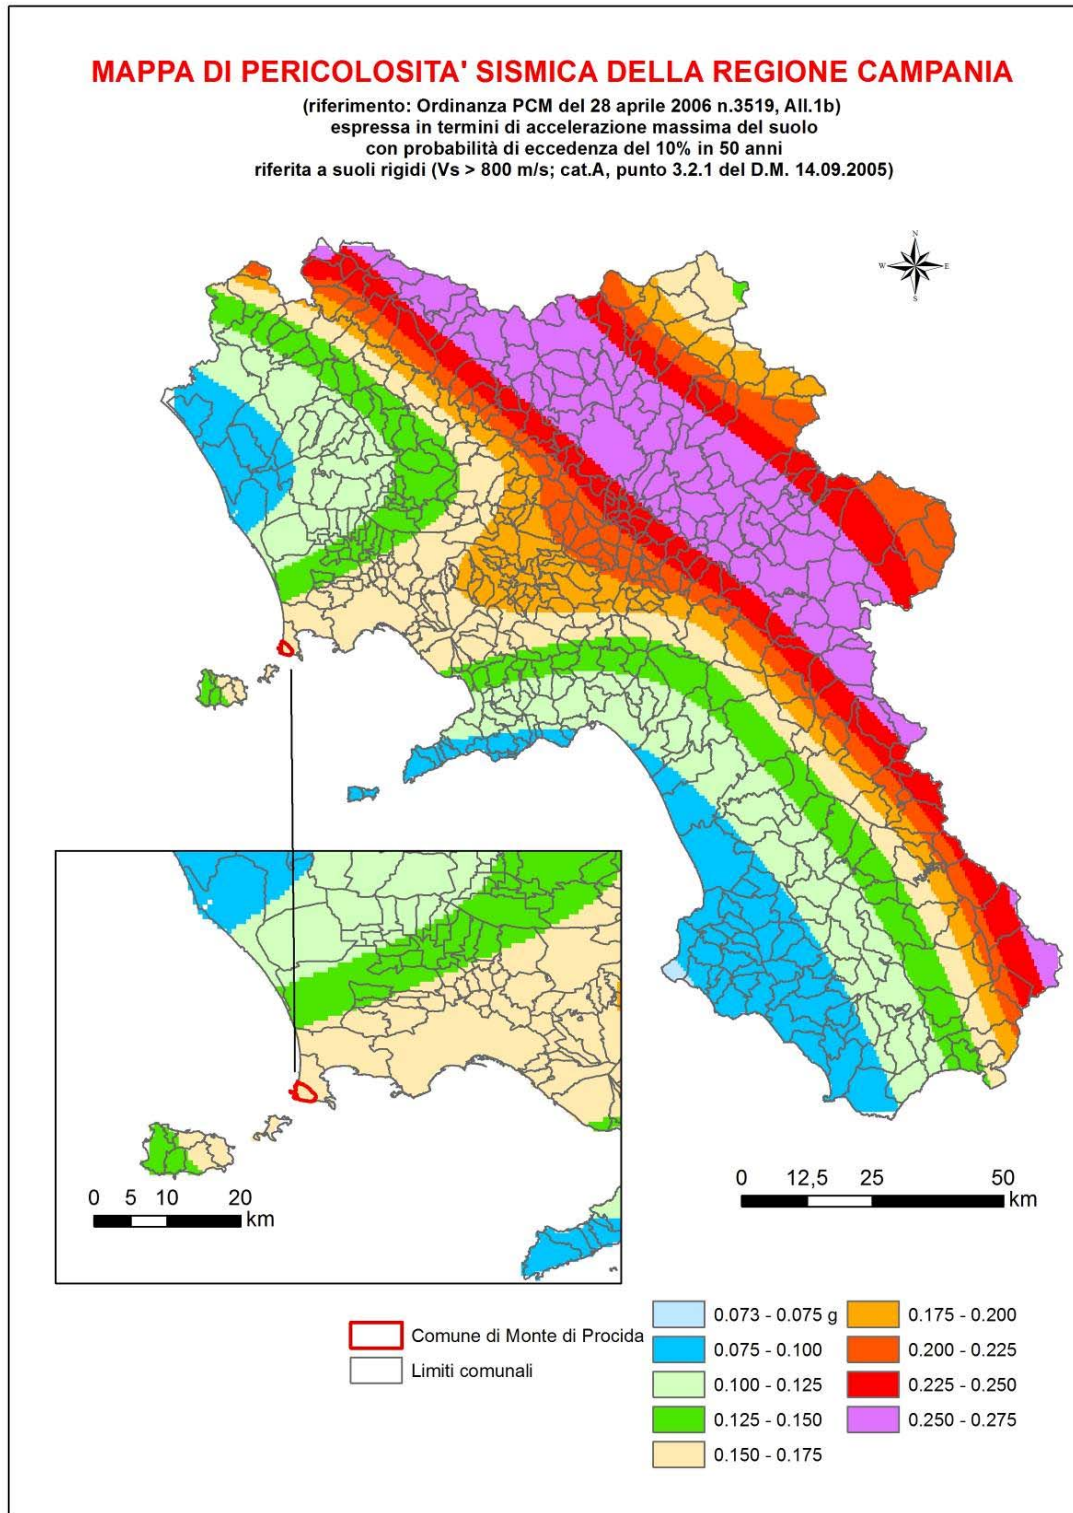 MAPPA DI PERICOLOSITA' SISMICA DELLA REGIONE CAMPANIA
(riferimento: Ordinanza PCM del 28 aprile 2006 n.3519, All.1b)
espressa in termini di accelerazione massima del suolo
con probabilità di eccedenza del 10% in 50 anni
riferita a suoli rigidi (Vs > 800 m/s; cat.A, punto 3.2.1 del D.M. 14.09.2005)
N
W E
S
0 5 10 20
km
0 12,5 25 50
km
Comune di Monte di Procida
Limiti comunali
0.073 - 0.075 g
0.075 - 0.100
0.100 - 0.125
0.125 - 0.150
0.150 - 0.175
0.175 - 0.200
0.200 - 0.225
0.225 - 0.250
0.250 - 0.275